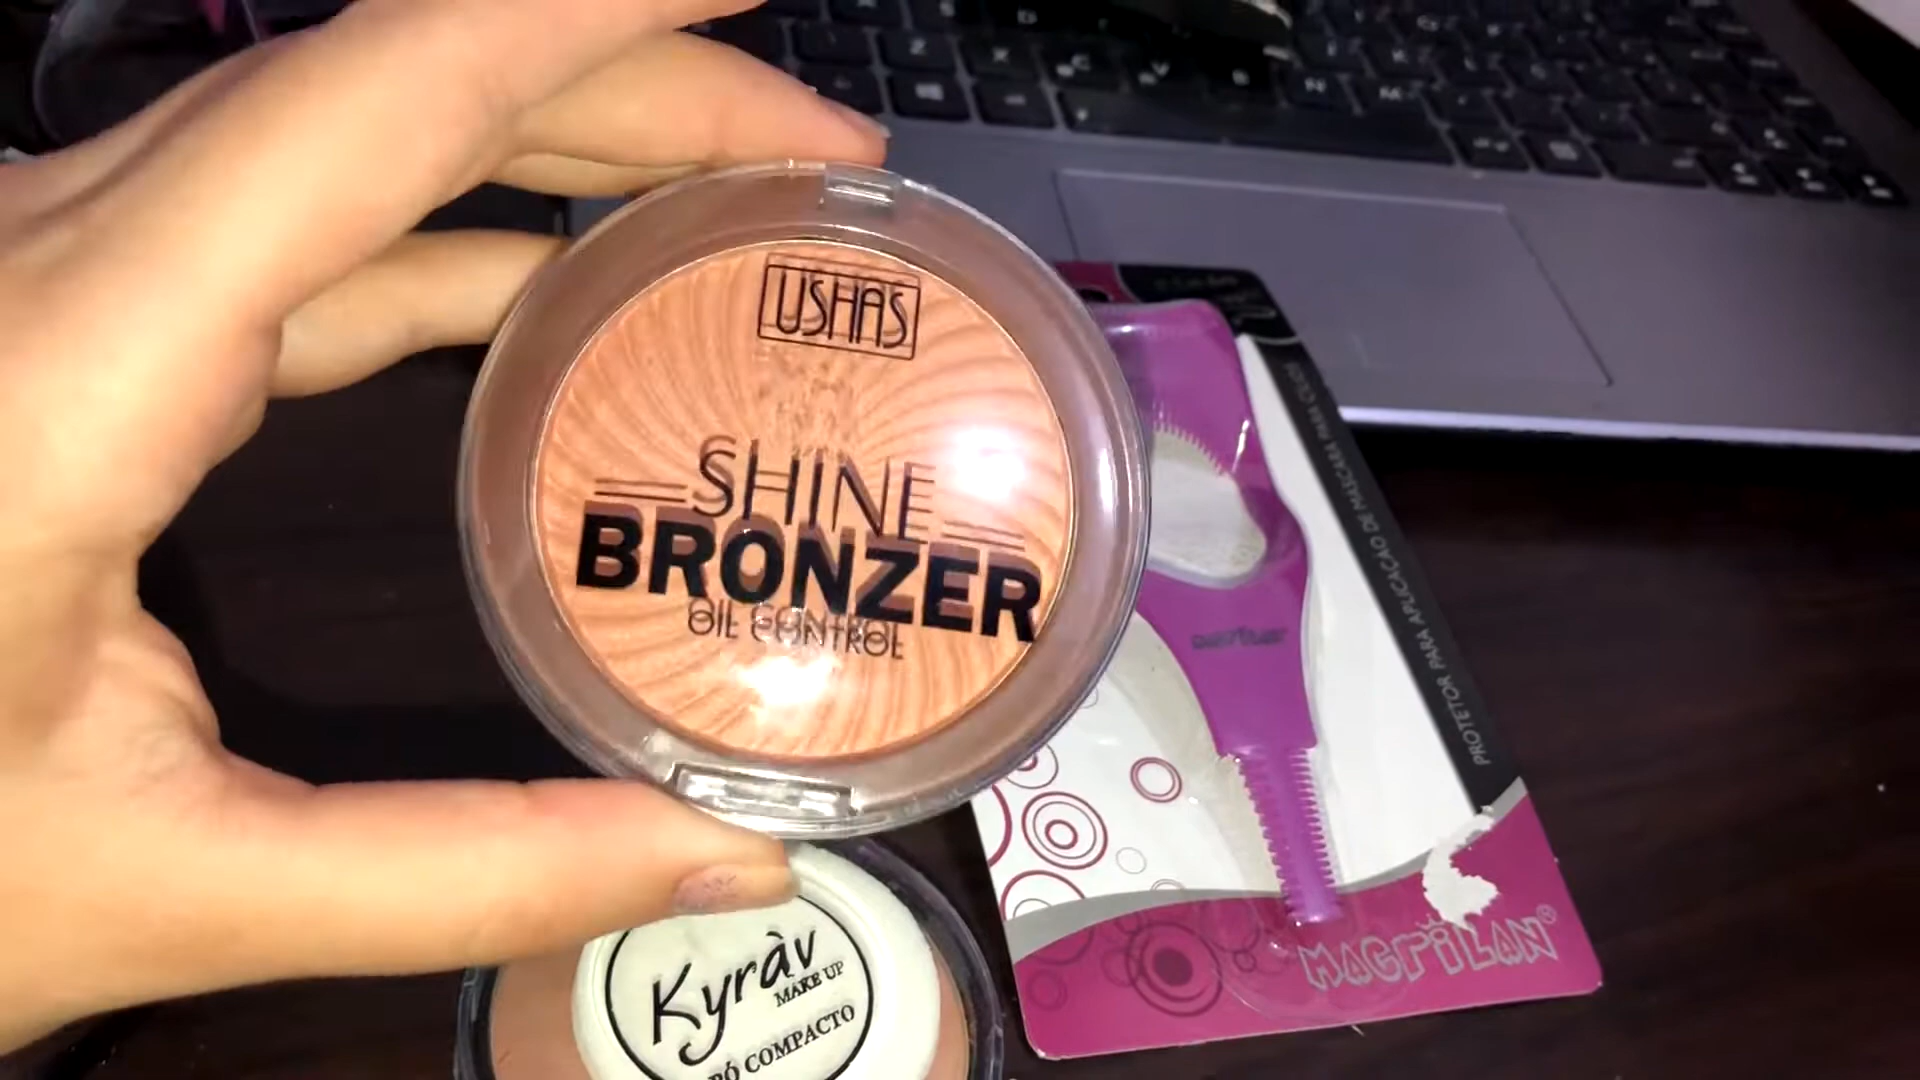 USHAS
SHINE
BRONZER
OIL CONTROL
Kyràv
MAKE UP
PÓ COMPACTO
PROTETOR PARA APLICAÇÃO DE MÁSCARA PARA CÍLIOS
MACRILAN®
Z
X
C
V
B
N
M